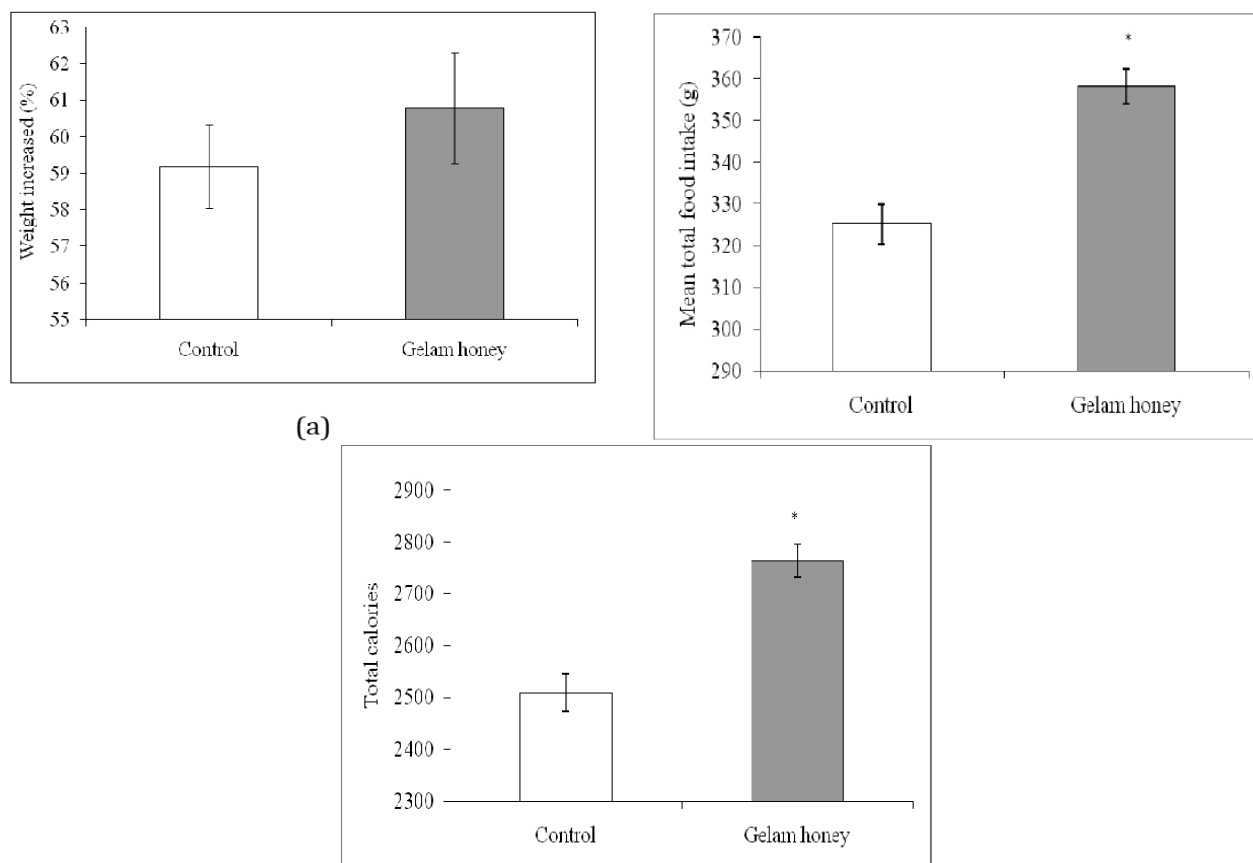 63
62
61
60
59
58
57
56
55
Weight increased (%)
Control
Gelam honey
(a)
370
360
350
340
330
320
310
300
290
Mean total food intake (g)
*
Control
Gelam honey
2900
2800
2700
2600
2500
2400
2300
Total calories
*
Control
Gelam honey